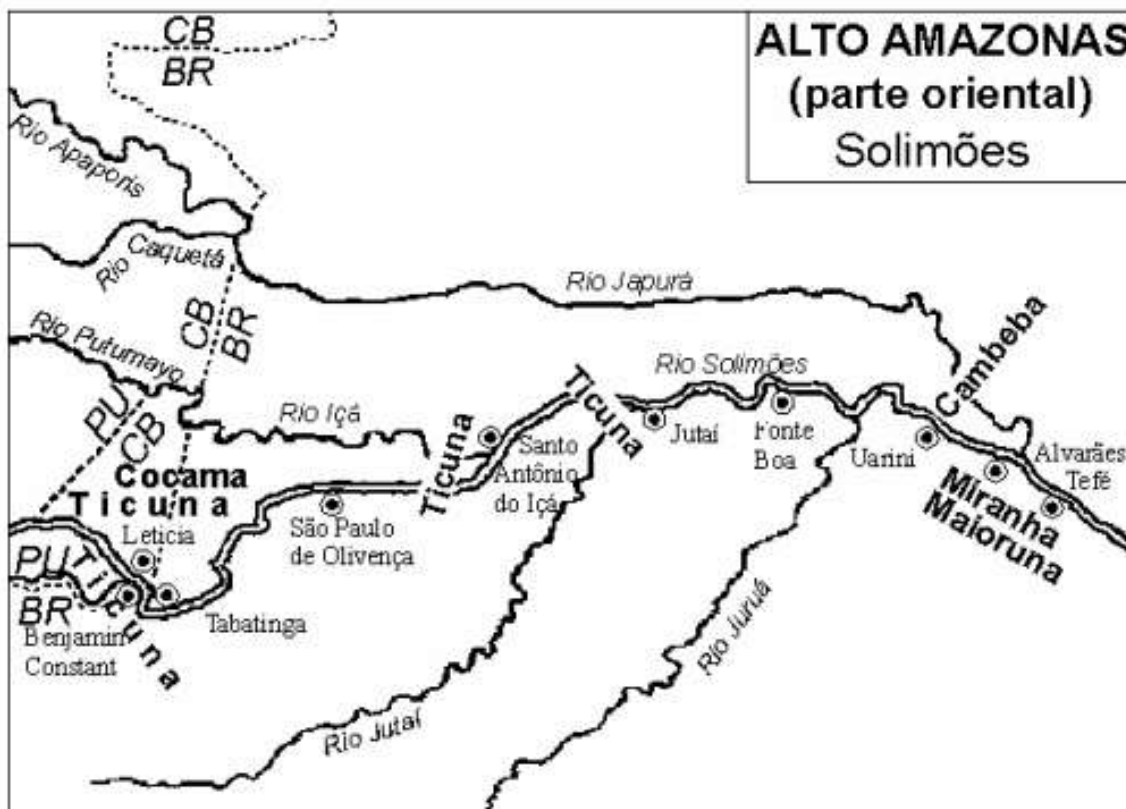 ALTO AMAZONAS
(parte oriental)
Solimões
CB
BR
Rio Apaporis
Rio Caquetá
Rio Japurá
CB
BR
Rio Putumayo
PU
CB
Rio Içá
Rio Solimões
Cambeba
Ticuna
Ticuna
Santo
Antônio
do Içá
Jutaí
Fonte
Boa
Uarini
Alvarães
Tefé
Miranha
Maioruna
Cocama
Ticuna
Leticia
São Paulo
de Olivença
PU
BR
Ticuna
Tabatinga
Benjamin
Constant
Rio Jutaí
Rio Juruá